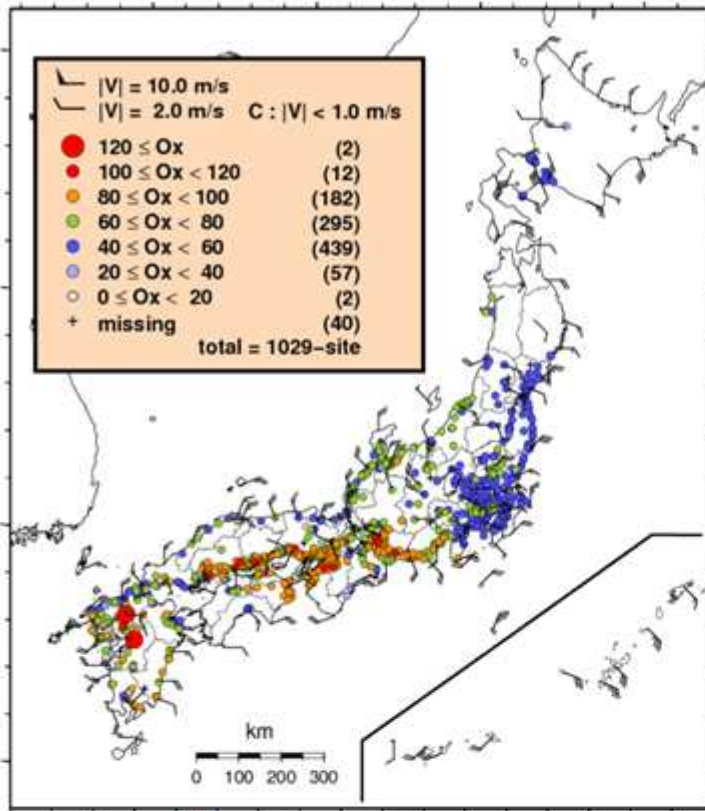 |V| = 10.0 m/s
|V| = 2.0 m/s C : |V| < 1.0 m/s
120 ≤ Ox (2)
100 ≤ Ox < 120 (12)
80 ≤ Ox < 100 (182)
60 ≤ Ox < 80 (295)
40 ≤ Ox < 60 (439)
20 ≤ Ox < 40 (57)
0 ≤ Ox < 20 (2)
+ missing (40)
total = 1029-site
km
0 100 200 300